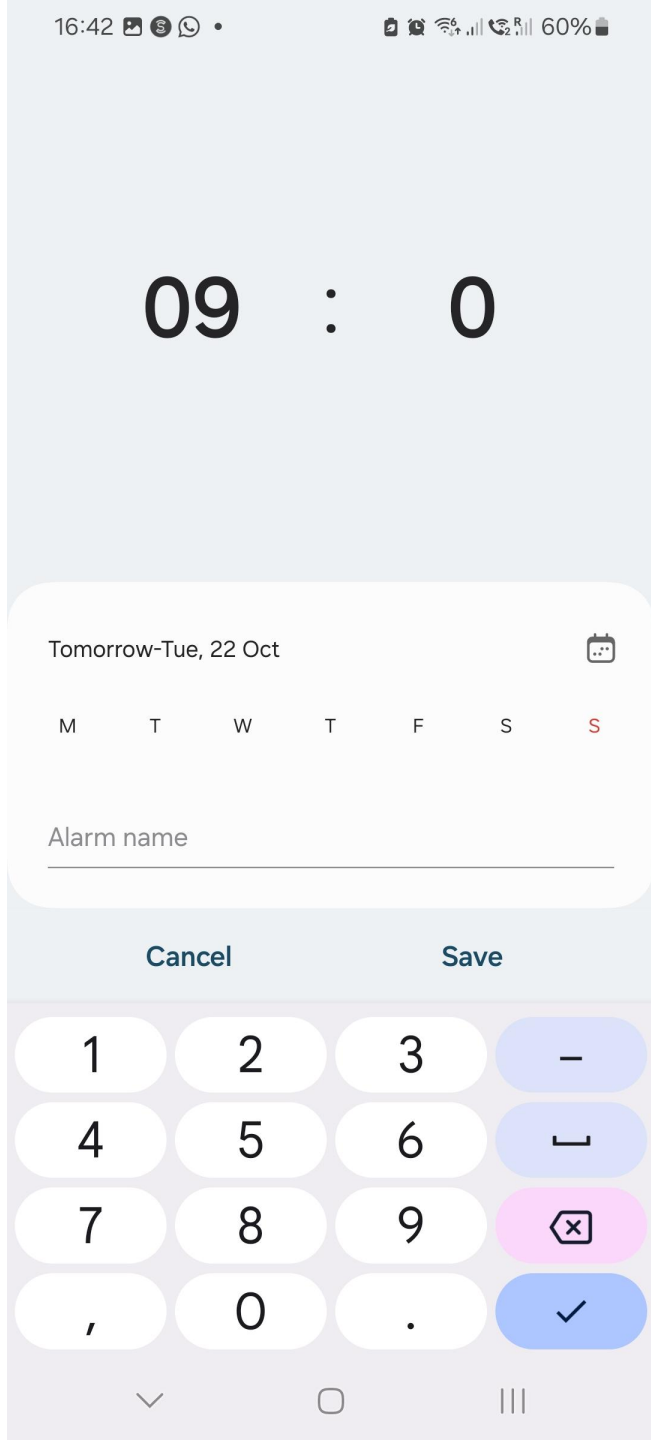 16:42 60%
09 : 0
Tomorrow-Tue, 22 Oct
M T W T F S S
Alarm name
Cancel Save
1 2 3 –
4 5 6
7 8 9
, 0 .